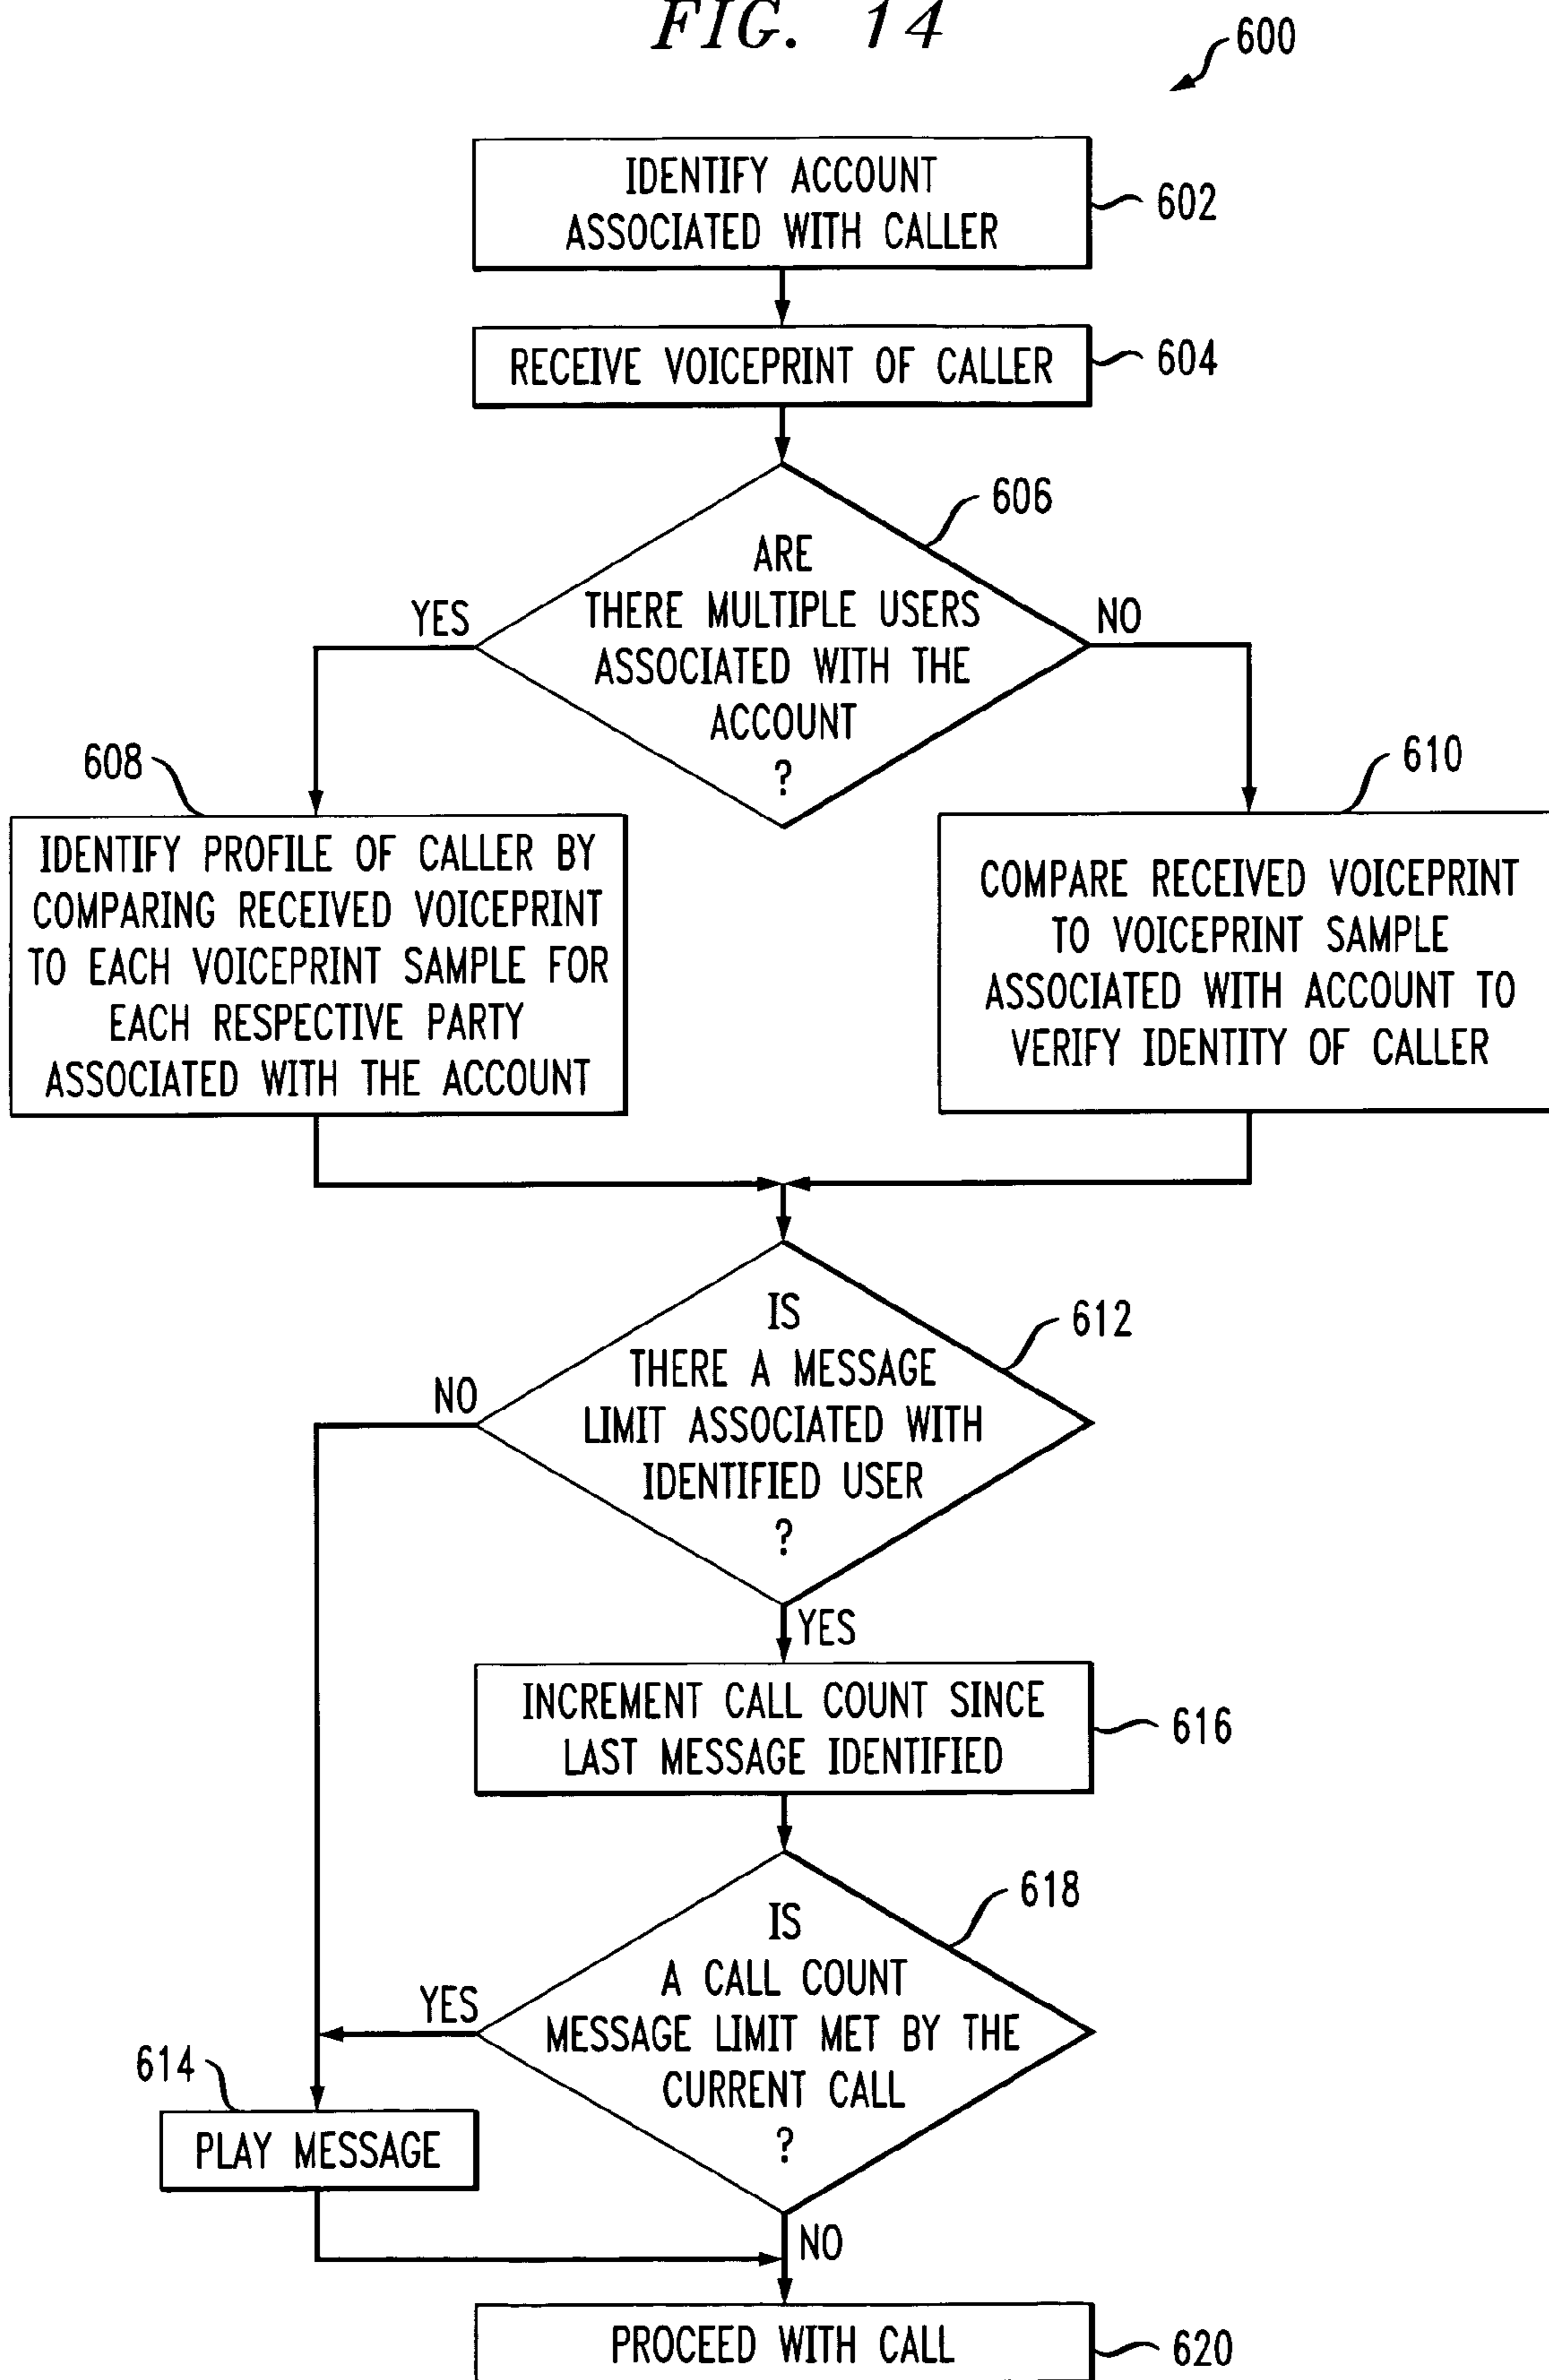 FIG. 14
600
IDENTIFY ACCOUNT
ASSOCIATED WITH CALLER
602
RECEIVE VOICEPRINT OF CALLER
604
606
ARE
THERE MULTIPLE USERS
ASSOCIATED WITH THE
ACCOUNT
?
YES
NO
608
610
IDENTIFY PROFILE OF CALLER BY
COMPARING RECEIVED VOICEPRINT
TO EACH VOICEPRINT SAMPLE FOR
EACH RESPECTIVE PARTY
ASSOCIATED WITH THE ACCOUNT
COMPARE RECEIVED VOICEPRINT
TO VOICEPRINT SAMPLE
ASSOCIATED WITH ACCOUNT TO
VERIFY IDENTITY OF CALLER
612
IS
THERE A MESSAGE
LIMIT ASSOCIATED WITH
IDENTIFIED USER
?
NO
YES
INCREMENT CALL COUNT SINCE
LAST MESSAGE IDENTIFIED
616
618
IS
A CALL COUNT
MESSAGE LIMIT MET BY THE
CURRENT CALL
?
YES
614
PLAY MESSAGE
NO
PROCEED WITH CALL
620